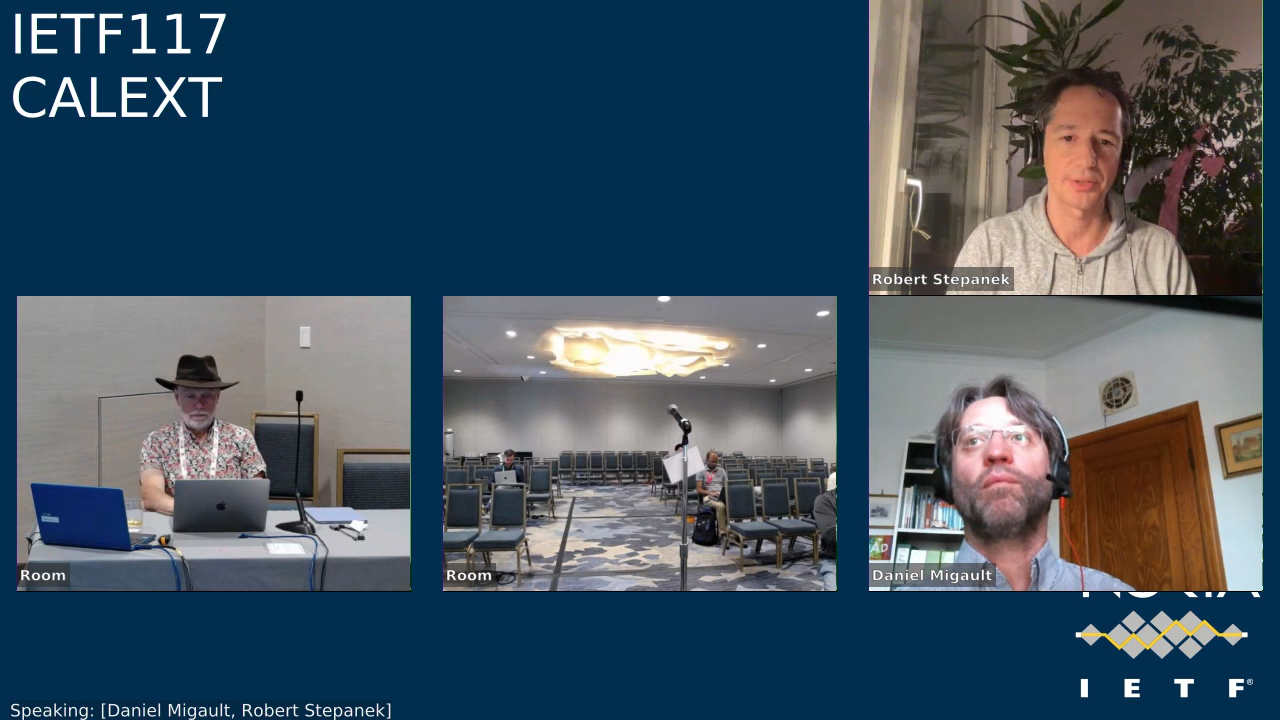 IETF117
CALEXT
Robert Stepanek
Room
Room
Daniel Migault
I E T F®
Speaking: [Daniel Migault, Robert Stepanek]